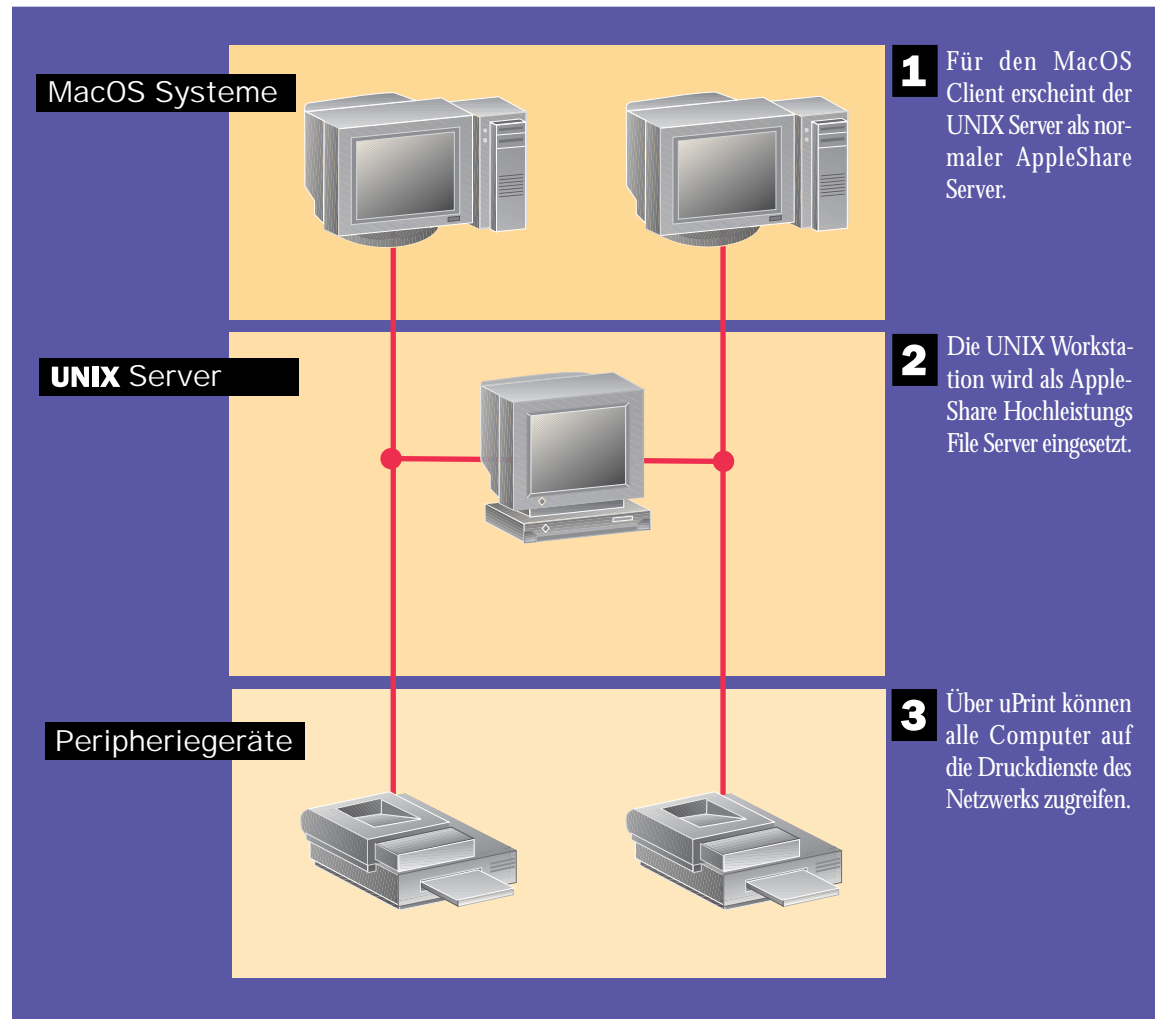 MacOS Systeme
1
Für den MacOS
Client erscheint der
UNIX Server als nor-
maler AppleShare
Server.
UNIX Server
2
Die UNIX Worksta-
tion wird als Apple-
Share Hochleistungs
File Server eingesetzt.
Peripheriegeräte
3
Über uPrint können
alle Computer auf
die Druckdienste des
Netzwerks zugreifen.